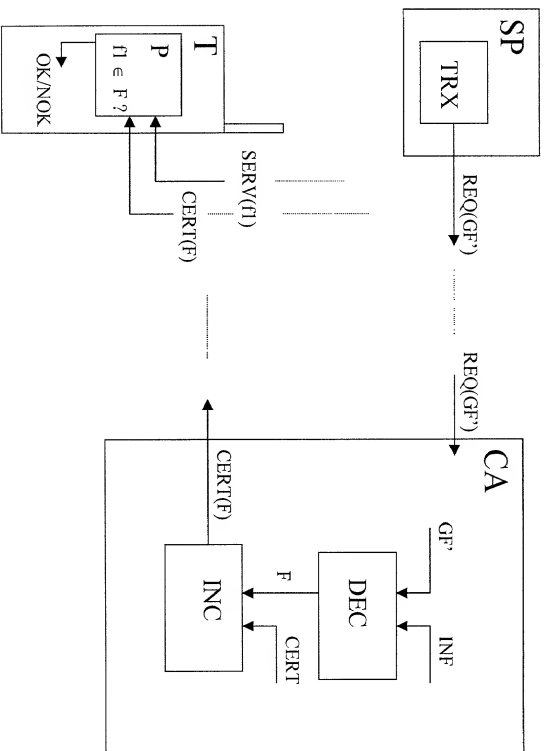 SP
TRX
REQ(GF')
REQ(GF')
CA
GF'
INF
DEC
F
CERT
INC
CERT(F)
T
P
f1 ∈ F ?
OK/NOK
SERV(f1)
CERT(F)